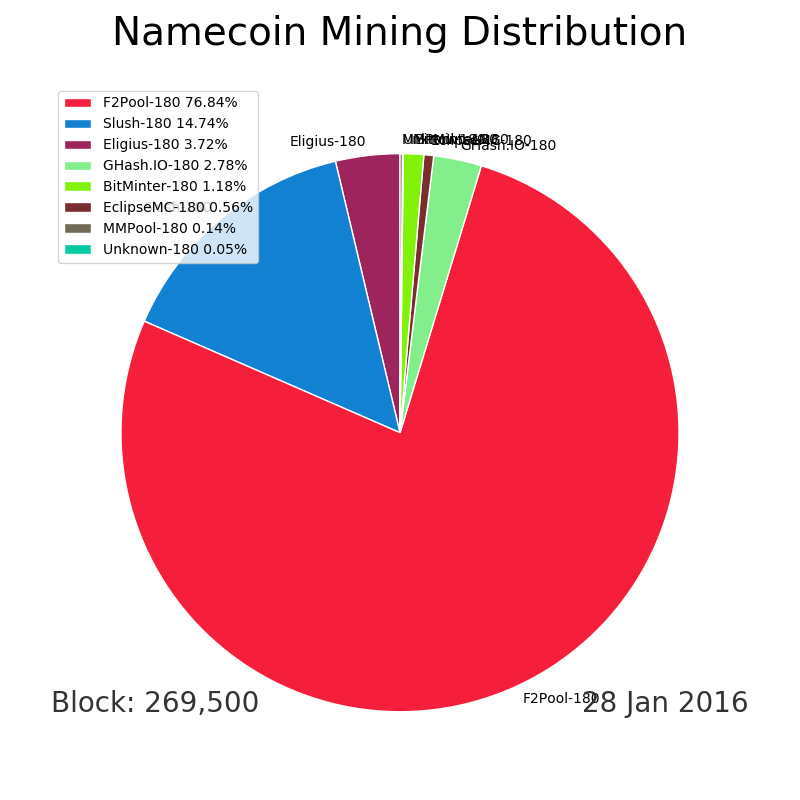 Namecoin Mining Distribution
F2Pool-180 76.84%
Slush-180 14.74%
Eligius-180 3.72%
GHash.IO-180 2.78%
BitMinter-180 1.18%
EclipseMC-180 0.56%
MMPool-180 0.14%
Unknown-180 0.05%
Eligius-180
GHash.IO-180
F2Pool-180
Block: 269,500
28 Jan 2016